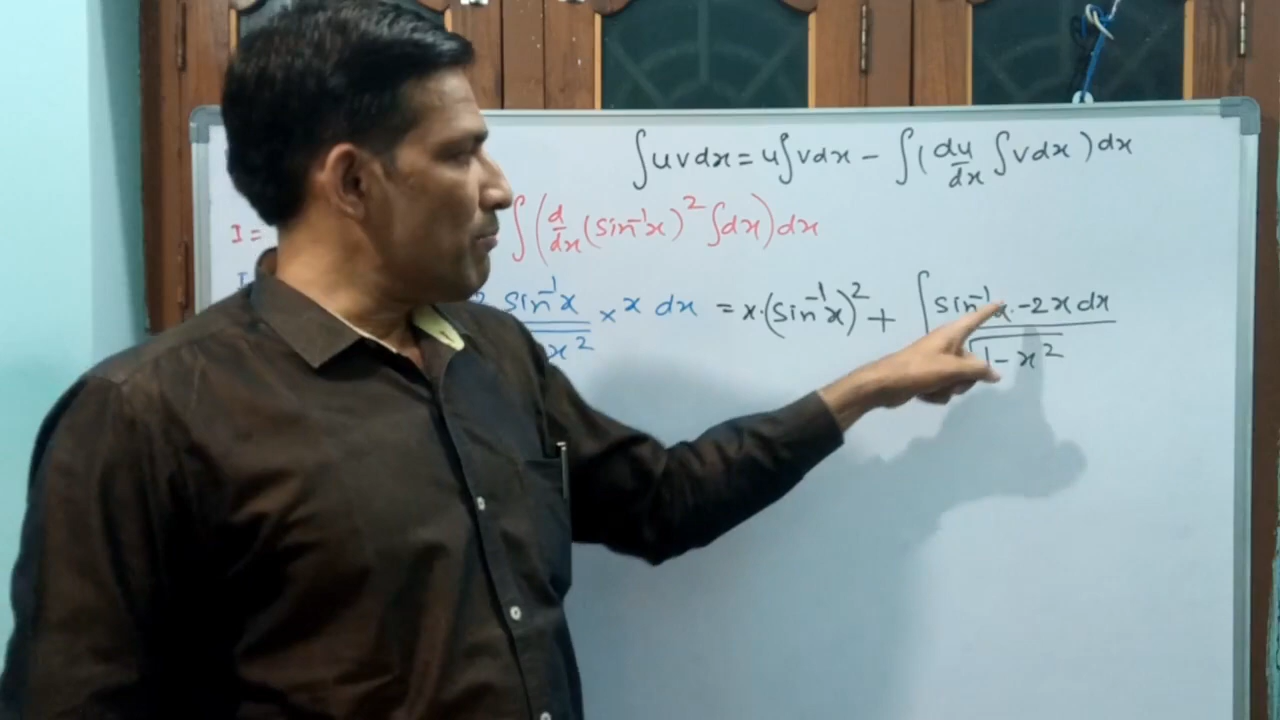 ∫uvdx = u∫vdx − ∫(du/dx ∫vdx)dx
I = ∫(d/dx (sin⁻¹x)² ∫dx)dx
sin⁻¹x / x² × x dx = x·(sin⁻¹x)² + ∫ sin⁻¹x·−2x dx / √1−x²